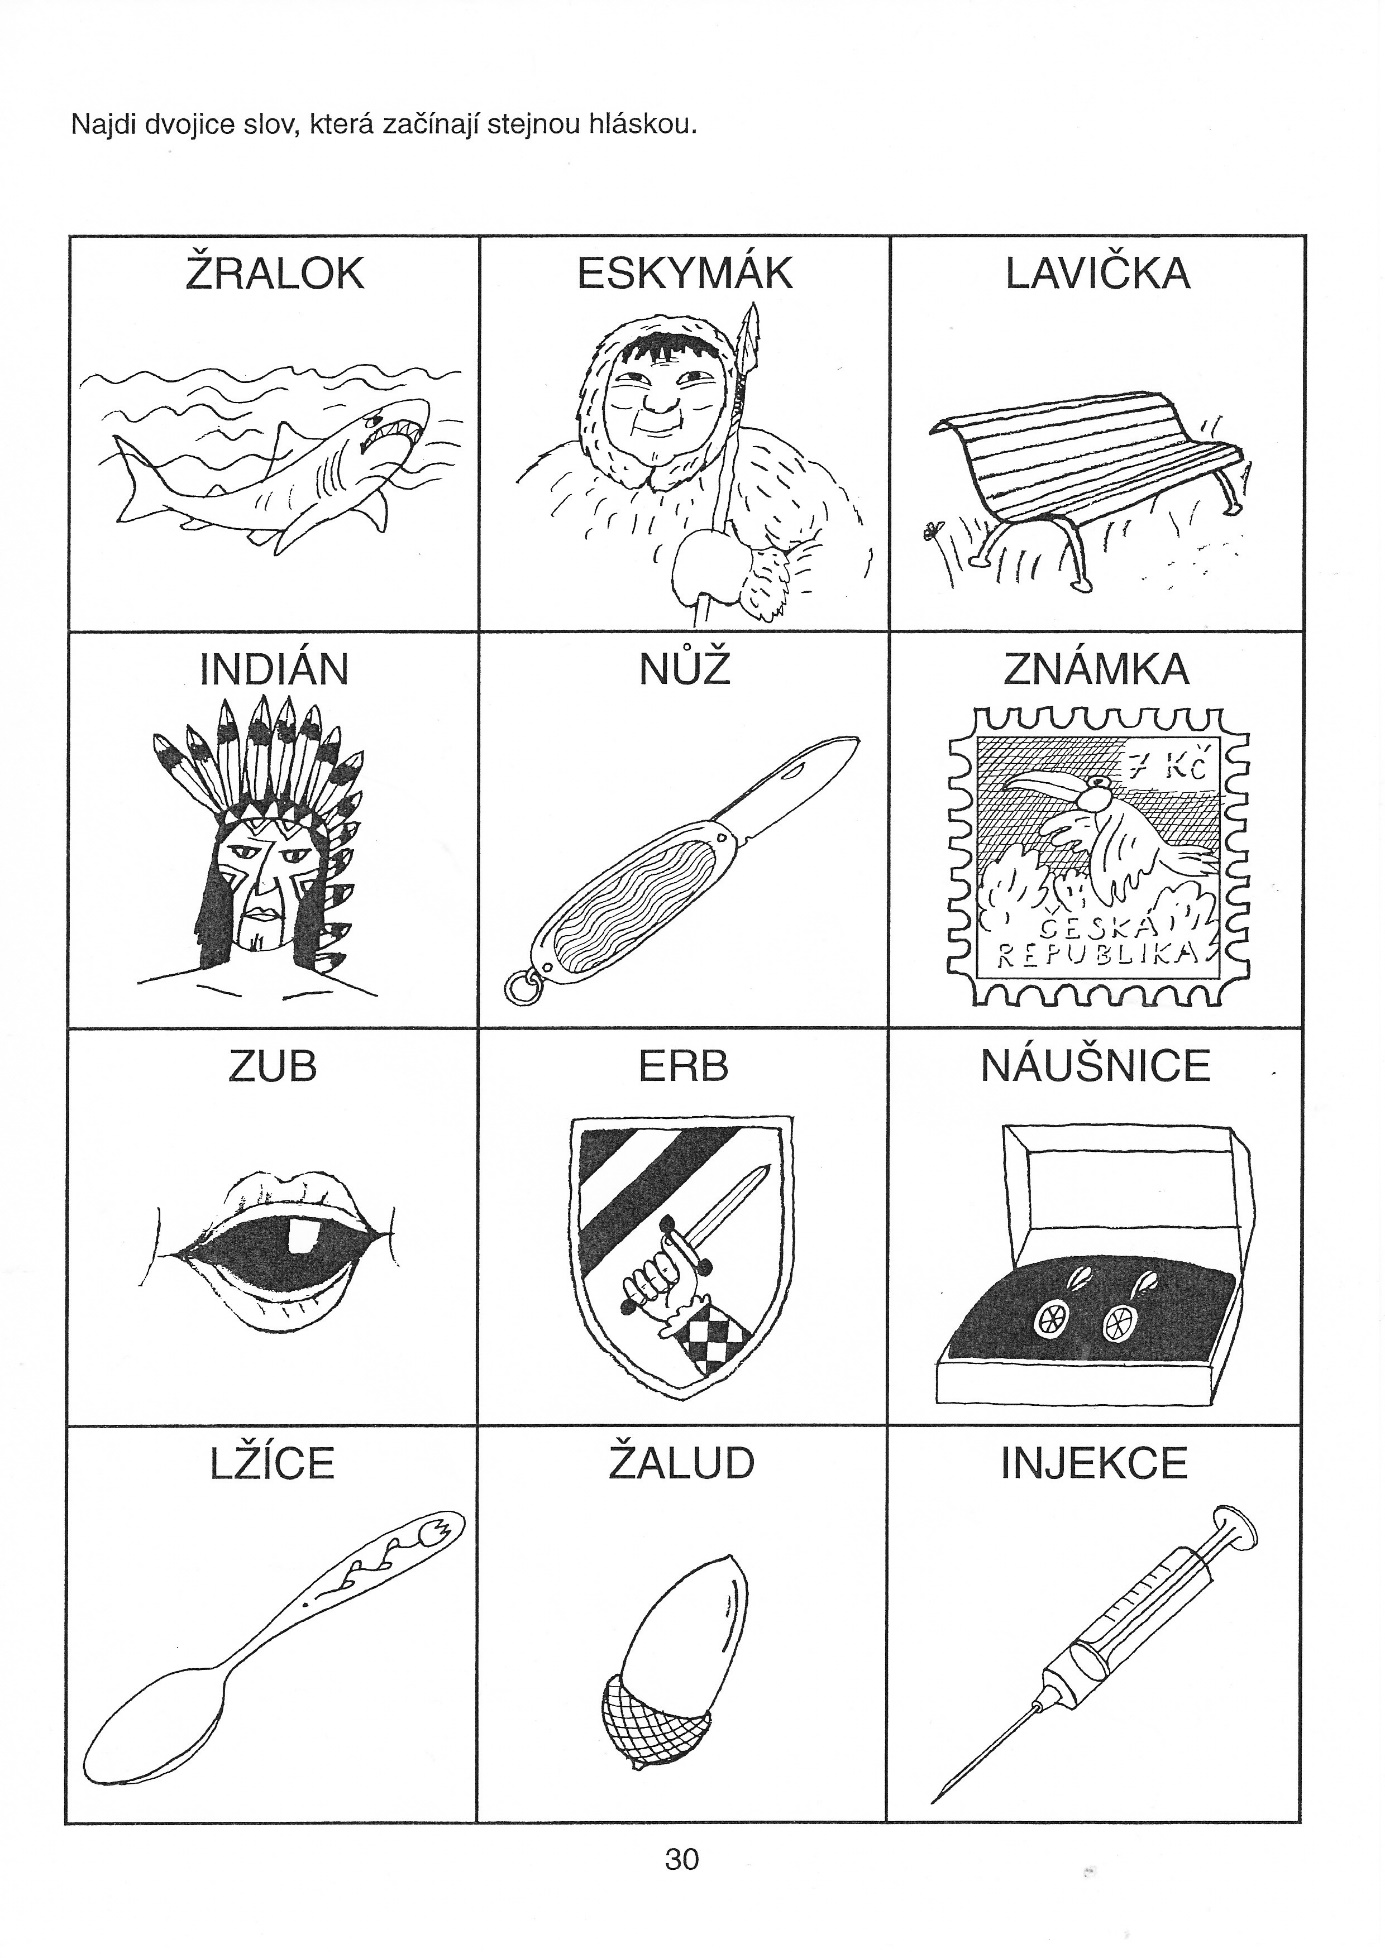 Najdi dvojice slov, která začínají stejnou hláskou.
ŽRALOK
ESKYMÁK
LAVIČKA
INDIÁN
NŮŽ
ZNÁMKA
7 KČ
ČESKÁ
REPUBLIKA
ZUB
ERB
NÁUŠNICE
LŽÍCE
ŽALUD
INJEKCE
30